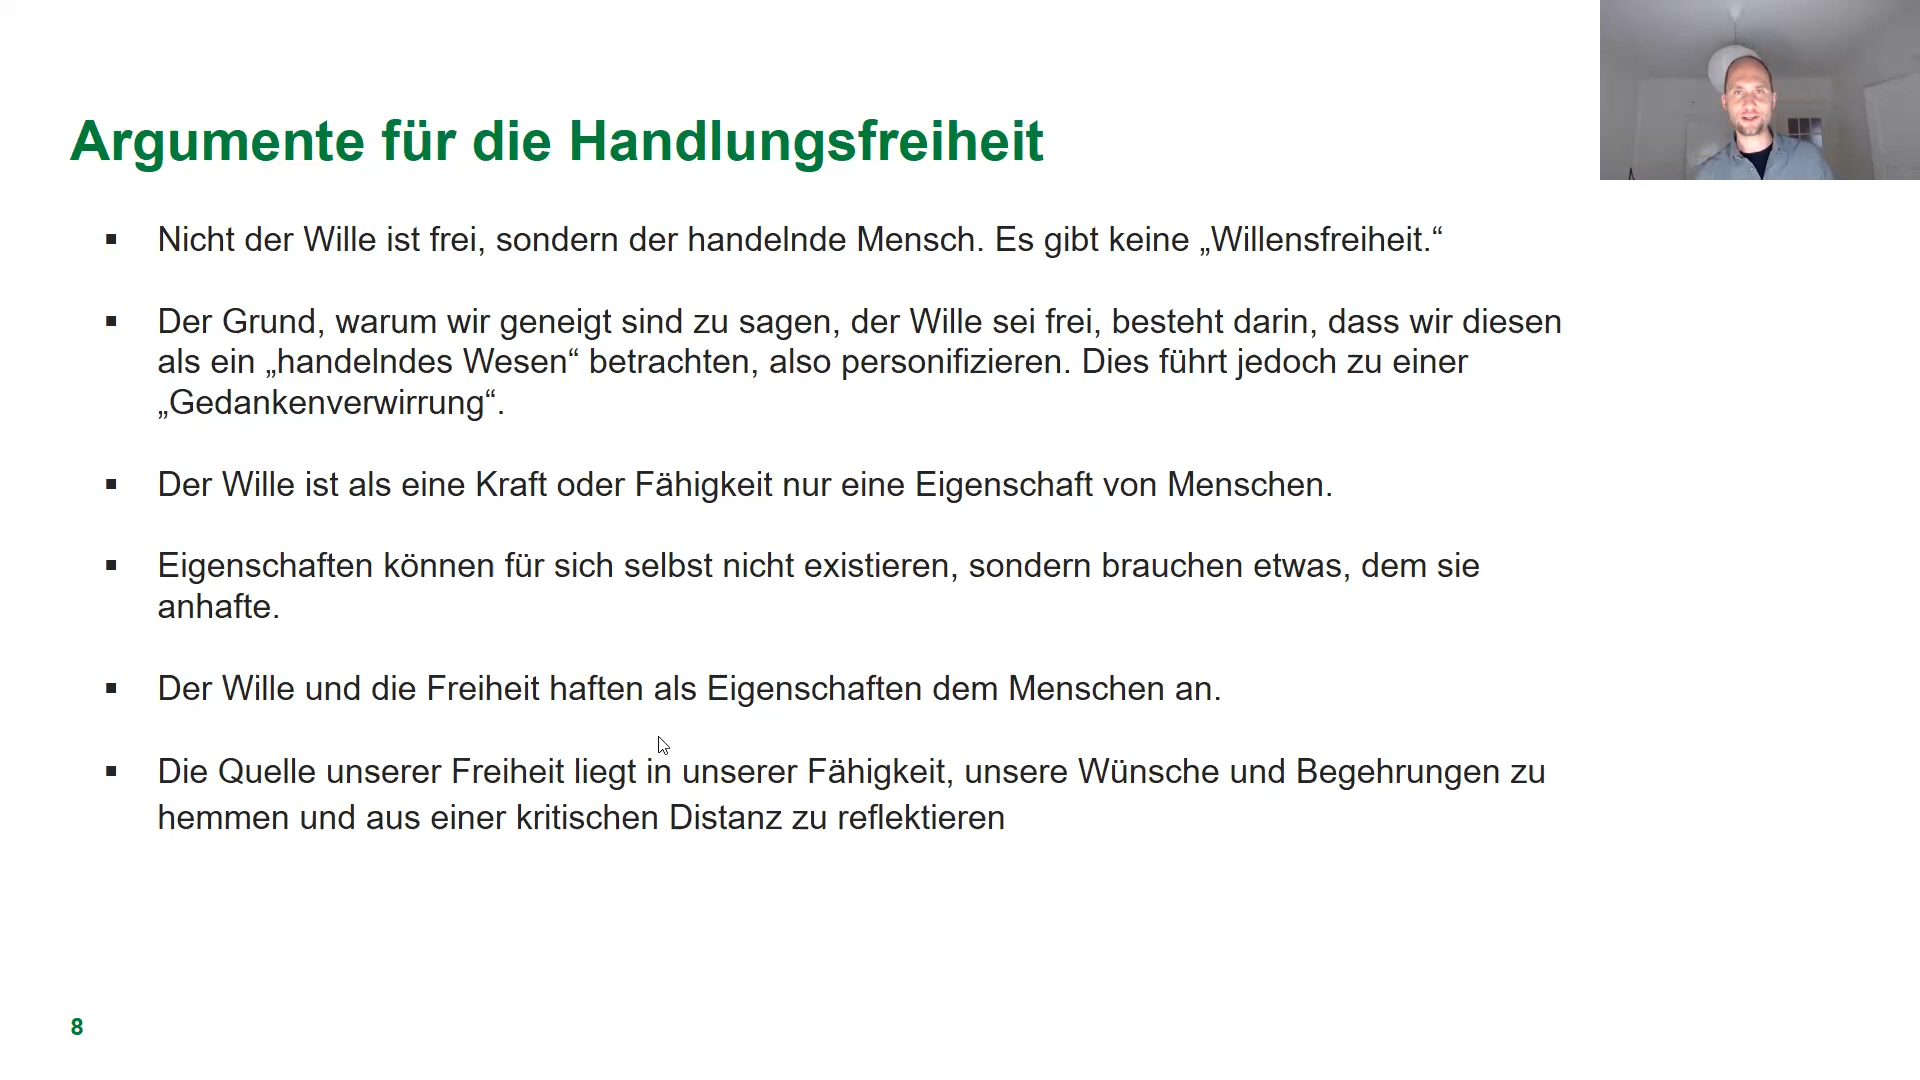 Argumente für die Handlungsfreiheit
▪ Nicht der Wille ist frei, sondern der handelnde Mensch. Es gibt keine „Willensfreiheit.“
▪ Der Grund, warum wir geneigt sind zu sagen, der Wille sei frei, besteht darin, dass wir diesen
als ein „handelndes Wesen“ betrachten, also personifizieren. Dies führt jedoch zu einer
„Gedankenverwirrung“.
▪ Der Wille ist als eine Kraft oder Fähigkeit nur eine Eigenschaft von Menschen.
▪ Eigenschaften können für sich selbst nicht existieren, sondern brauchen etwas, dem sie
anhafte.
▪ Der Wille und die Freiheit haften als Eigenschaften dem Menschen an.
▪ Die Quelle unserer Freiheit liegt in unserer Fähigkeit, unsere Wünsche und Begehrungen zu
hemmen und aus einer kritischen Distanz zu reflektieren
8